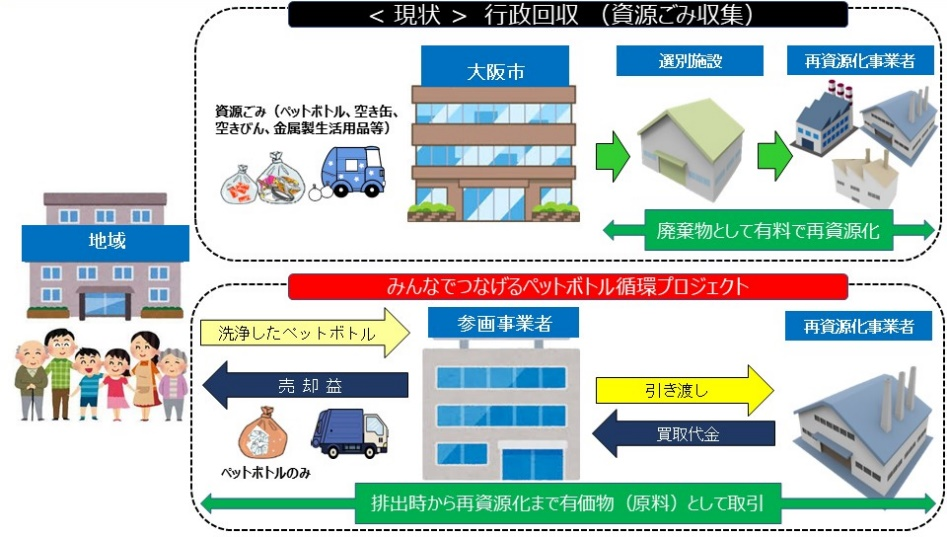 ＜ 現状 ＞ 行政回収 （資源ごみ収集）
大阪市
選別施設
再資源化事業者
資源ごみ（ペットボトル、空き缶、
空きびん、金属製生活用品等）
廃棄物として有料で再資源化
地域
みんなでつなげるペットボトル循環プロジェクト
洗浄したペットボトル
参画事業者
再資源化事業者
売 却 益
引き渡し
買取代金
ペットボトルのみ
排出時から再資源化まで有価物（原料）として取引